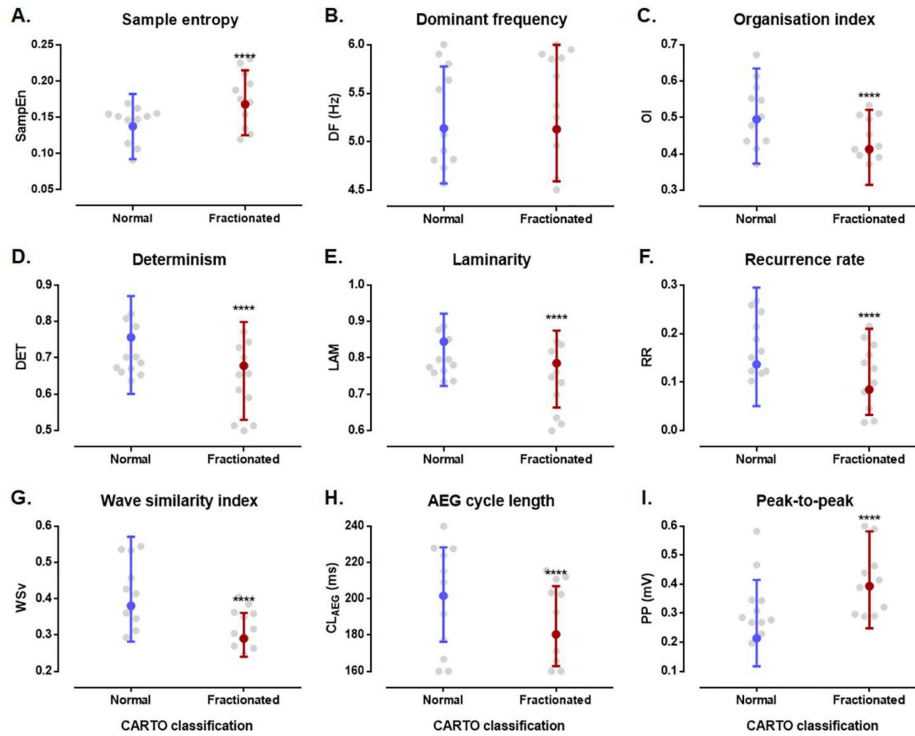 A. Sample entropy
SampEn
0.25
0.20
0.15
0.10
0.05
Normal Fractionated
****
B. Dominant frequency
DF (Hz)
6.0
5.5
5.0
4.5
Normal Fractionated
C. Organisation index
OI
0.7
0.6
0.5
0.4
0.3
Normal Fractionated
****
D. Determinism
DET
0.9
0.8
0.7
0.6
0.5
Normal Fractionated
****
E. Laminarity
LAM
1.0
0.9
0.8
0.7
0.6
Normal Fractionated
****
F. Recurrence rate
RR
0.3
0.2
0.1
0.0
Normal Fractionated
****
G. Wave similarity index
WSv
0.6
0.5
0.4
0.3
0.2
Normal Fractionated
CARTO classification
****
H. AEG cycle length
CLAEG (ms)
240
220
200
180
160
Normal Fractionated
CARTO classification
****
I. Peak-to-peak
PP (mV)
0.6
0.5
0.4
0.3
0.2
0.1
Normal Fractionated
CARTO classification
****